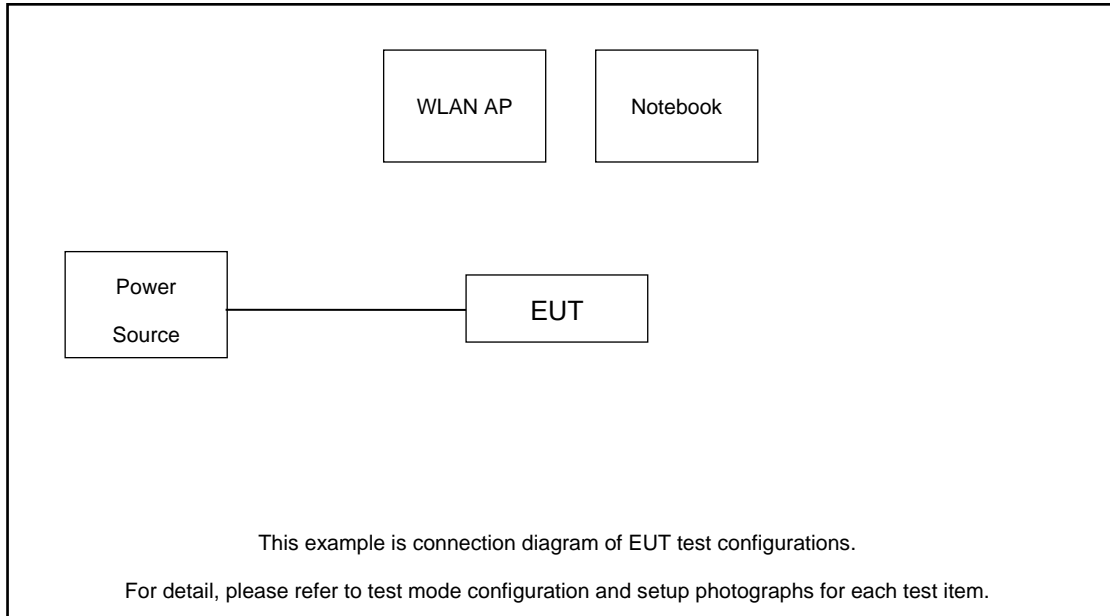 WLAN AP
Notebook
Power
Source
EUT
This example is connection diagram of EUT test configurations.
For detail, please refer to test mode configuration and setup photographs for each test item.